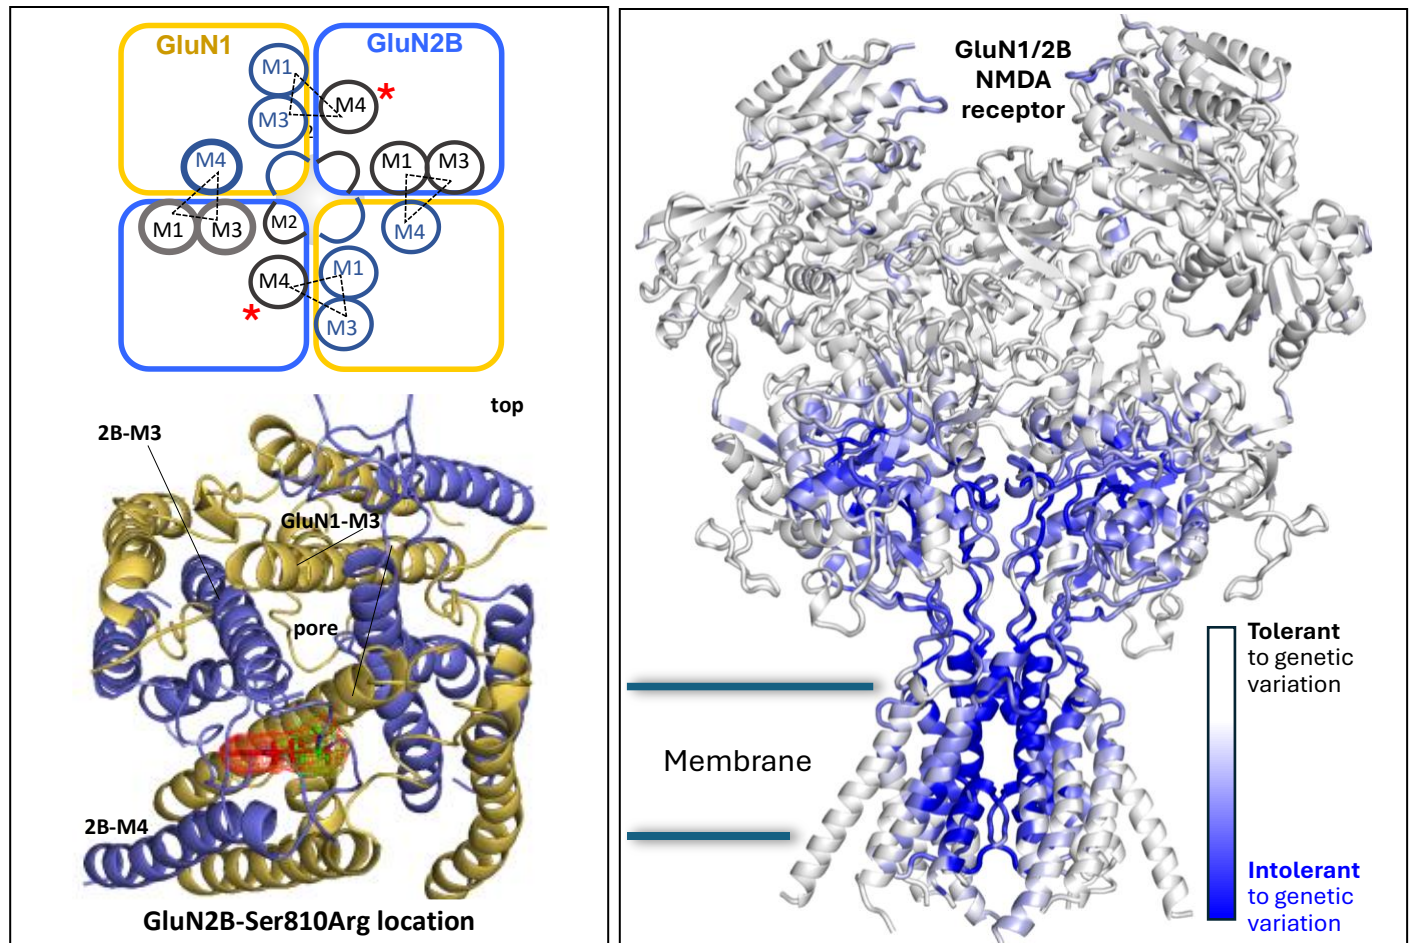 GluN1
GluN2B
M1
M4
*
M3
2
M4
M1
M3
M1
M3
M2
M4
M4
M1
*
M3
top
2B-M3
GluN1-M3
pore
2B-M4
GluN2B-Ser810Arg location
GluN1/2B
NMDA
receptor
Membrane
Tolerant
to genetic
variation
Intolerant
to genetic
variation